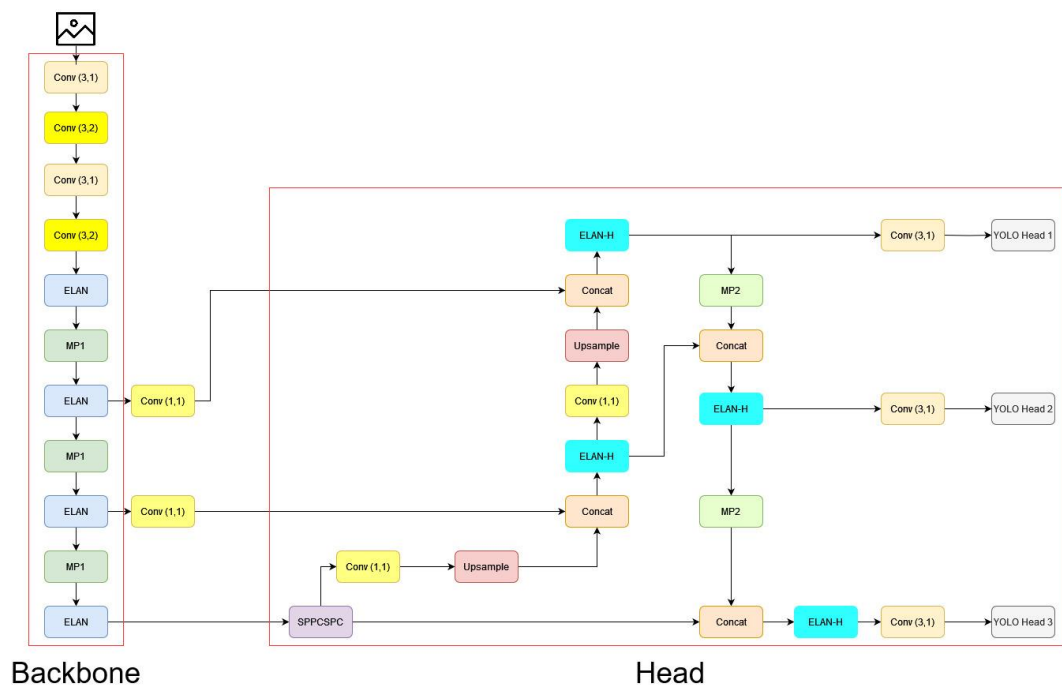 Conv (3,1)
Conv (3,2)
Conv (3,1)
Conv (3,2)
ELAN
MP1
ELAN
Conv (1,1)
MP1
ELAN
Conv (1,1)
MP1
ELAN
Backbone
ELAN-H
Conv (3,1)
YOLO Head 1
Concat
MP2
Upsample
Concat
Conv (1,1)
ELAN-H
Conv (3,1)
YOLO Head 2
ELAN-H
Concat
MP2
Conv (1,1)
Upsample
SPPCSPC
Concat
ELAN-H
Conv (3,1)
YOLO Head 3
Head